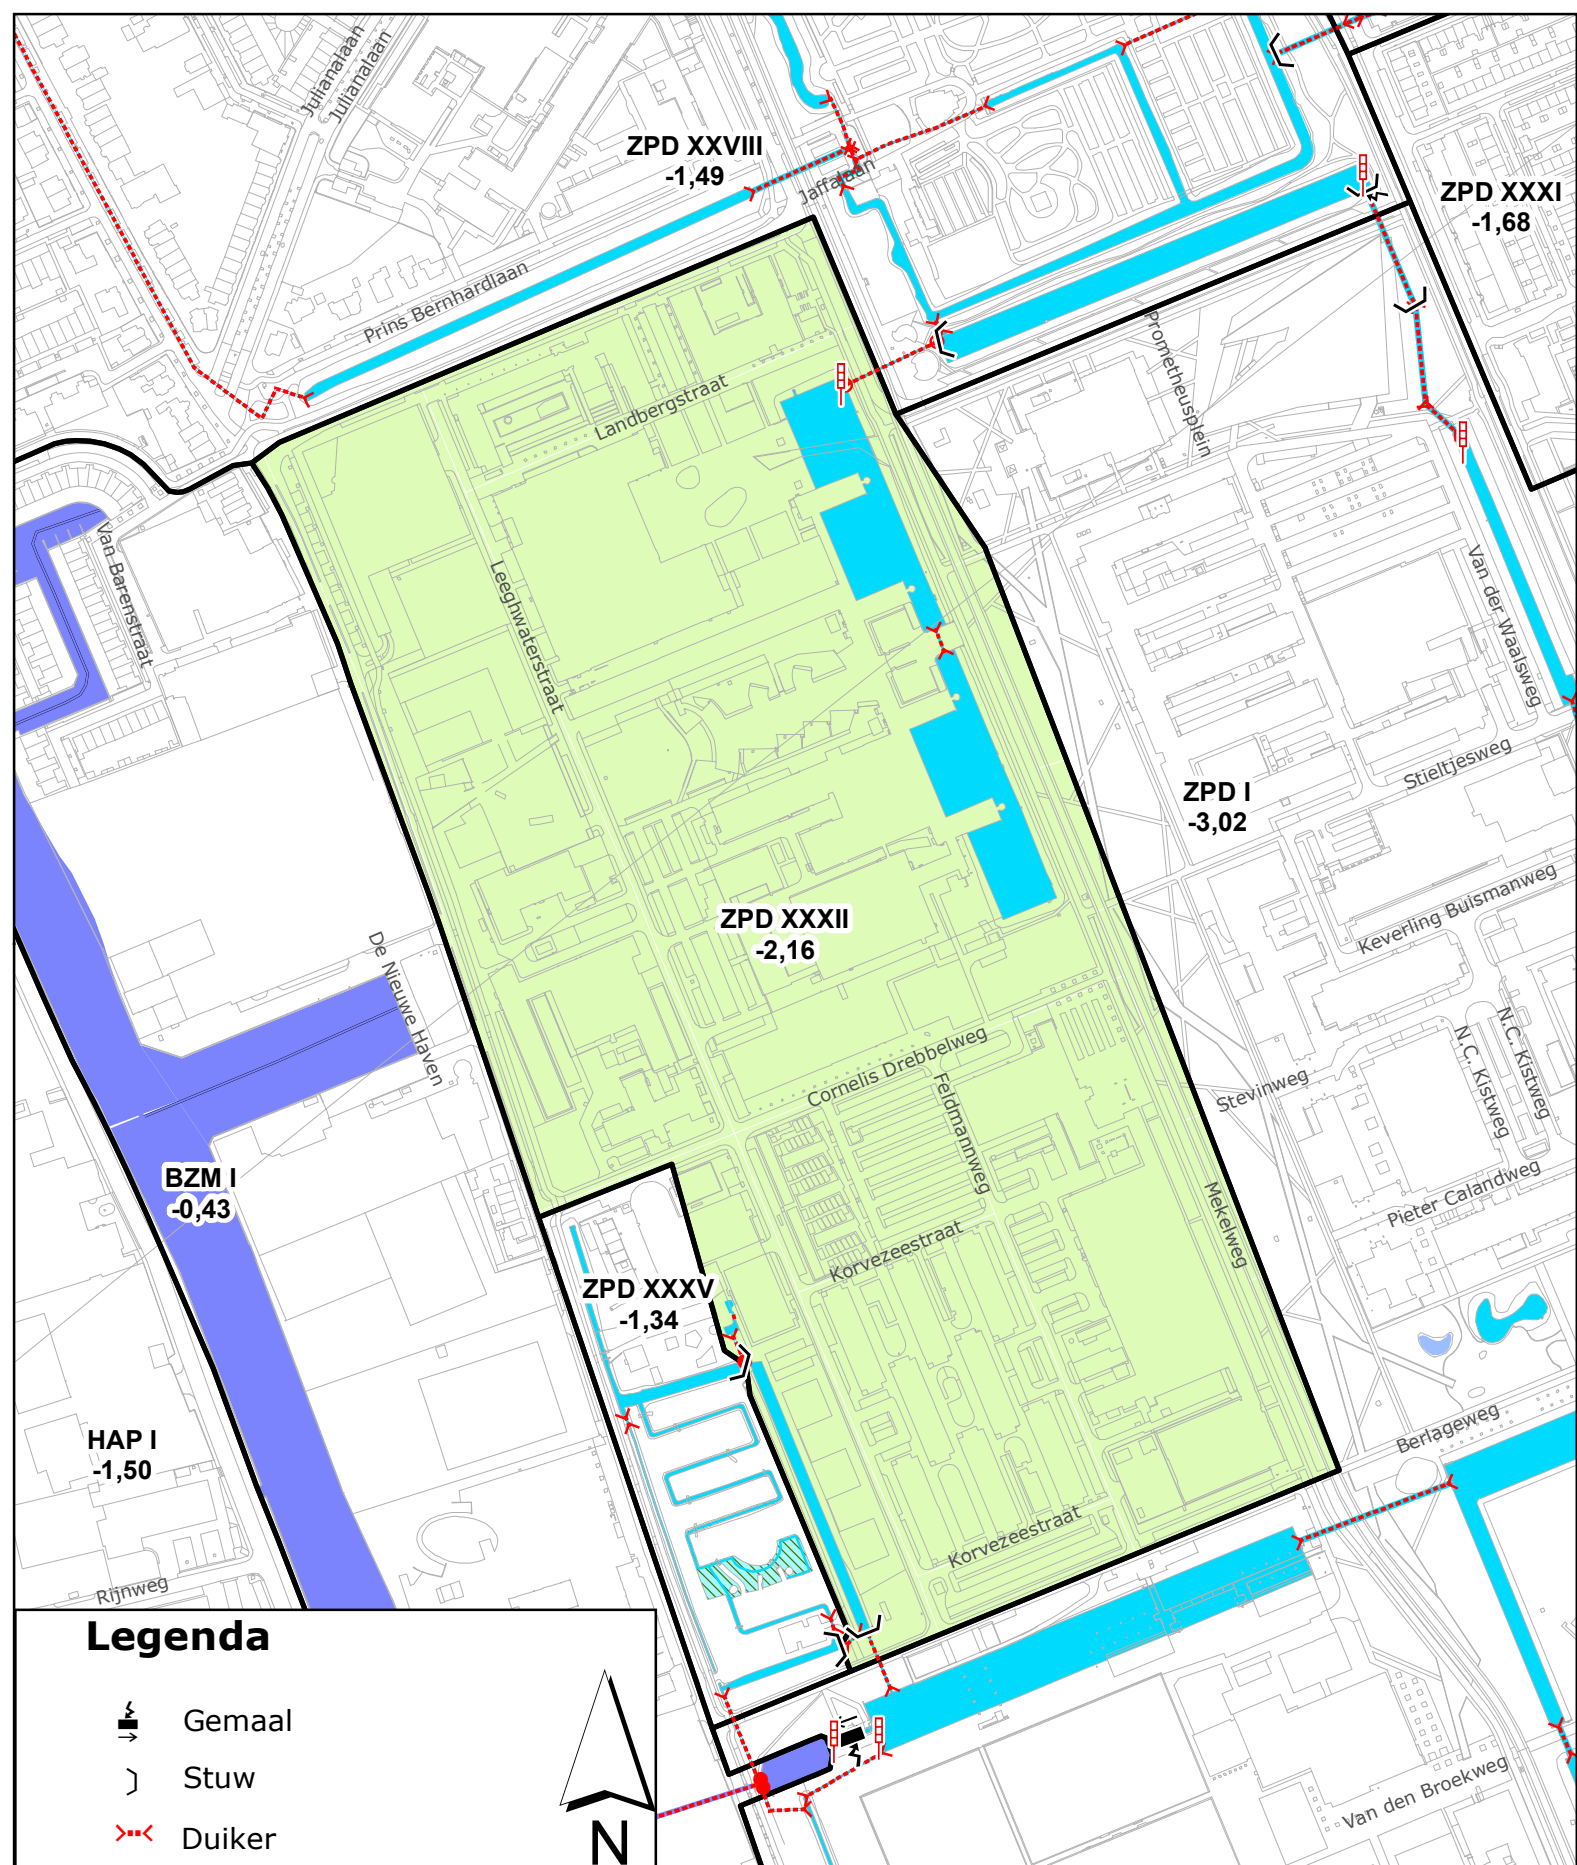 Julianalaan
Julianalaan
ZPD XXVIII
-1,49
Jaffalaan
ZPD XXXI
-1,68
Prins Bernhardlaan
Prometheusplein
Landbergstraat
Van Barenstraat
Leeghwaterstraat
Van der Waalsweg
Stieltjesweg
ZPD I
-3,02
Keverling Buismanweg
ZPD XXXII
-2,16
De Nieuwe Haven
N.C. Kistweg
N.C. Kistweg
Cornelis Drebbelweg
Feldmannweg
Stevinweg
BZM I
-0,43
Pieter Calandweg
Mekelweg
Korvezeestraat
ZPD XXXV
-1,34
HAP I
-1,50
Berlageweg
Korvezeestraat
Rijnweg
Van den Broekweg
Legenda
Gemaal
Stuw
Duiker
N